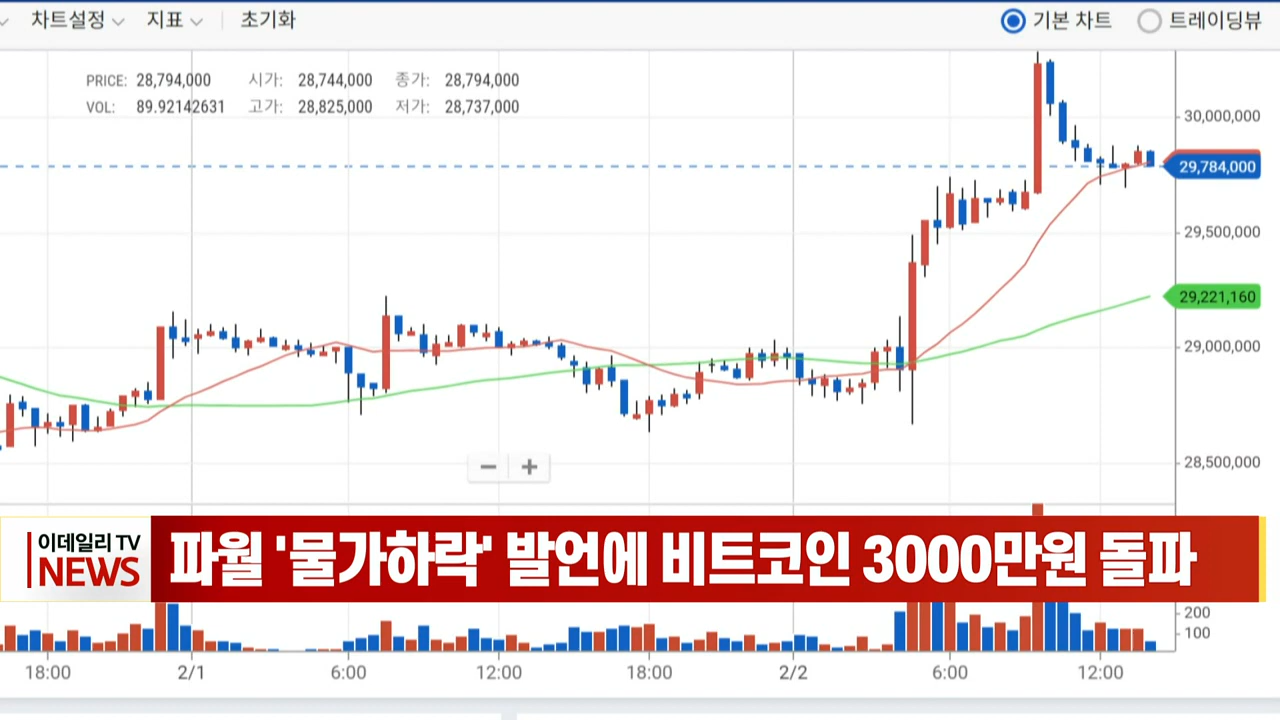 차트설정 지표 초기화 기본 차트 트레이딩뷰
PRICE: 28,794,000 시가: 28,744,000 종가: 28,794,000
VOL: 89.92142631 고가: 28,825,000 저가: 28,737,000
30,000,000
29,784,000
29,500,000
29,221,160
29,000,000
28,500,000
이데일리 TV
NEWS
파월 '물가하락' 발언에 비트코인 3000만원 돌파
200
100
18:00 2/1 6:00 12:00 18:00 2/2 6:00 12:00